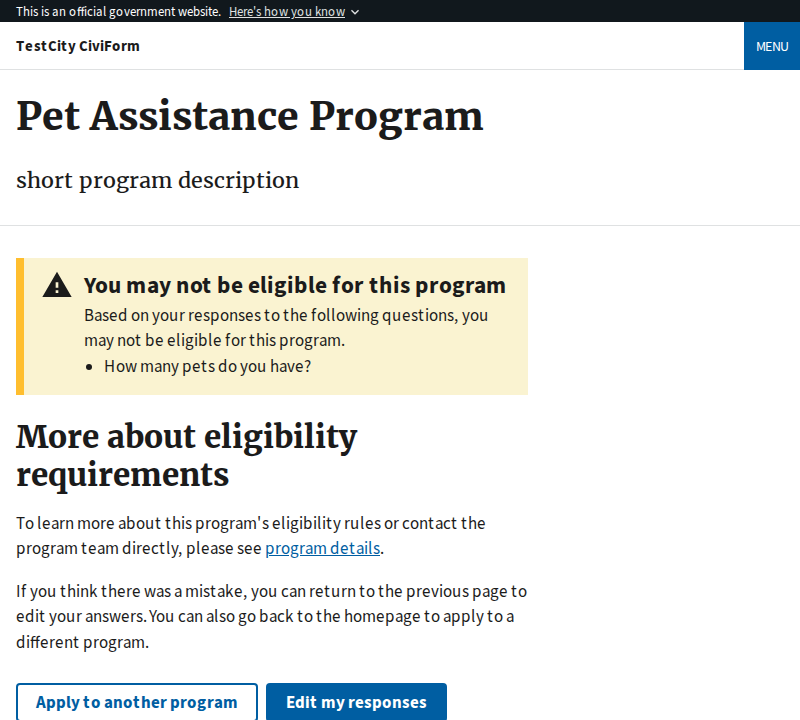 This is an official government website. Here's how you know
TestCity CiviForm
MENU
Pet Assistance Program
short program description
You may not be eligible for this program
Based on your responses to the following questions, you
may not be eligible for this program.
• How many pets do you have?
More about eligibility
requirements
To learn more about this program's eligibility rules or contact the
program team directly, please see program details.
If you think there was a mistake, you can return to the previous page to
edit your answers. You can also go back to the homepage to apply to a
different program.
Apply to another program
Edit my responses